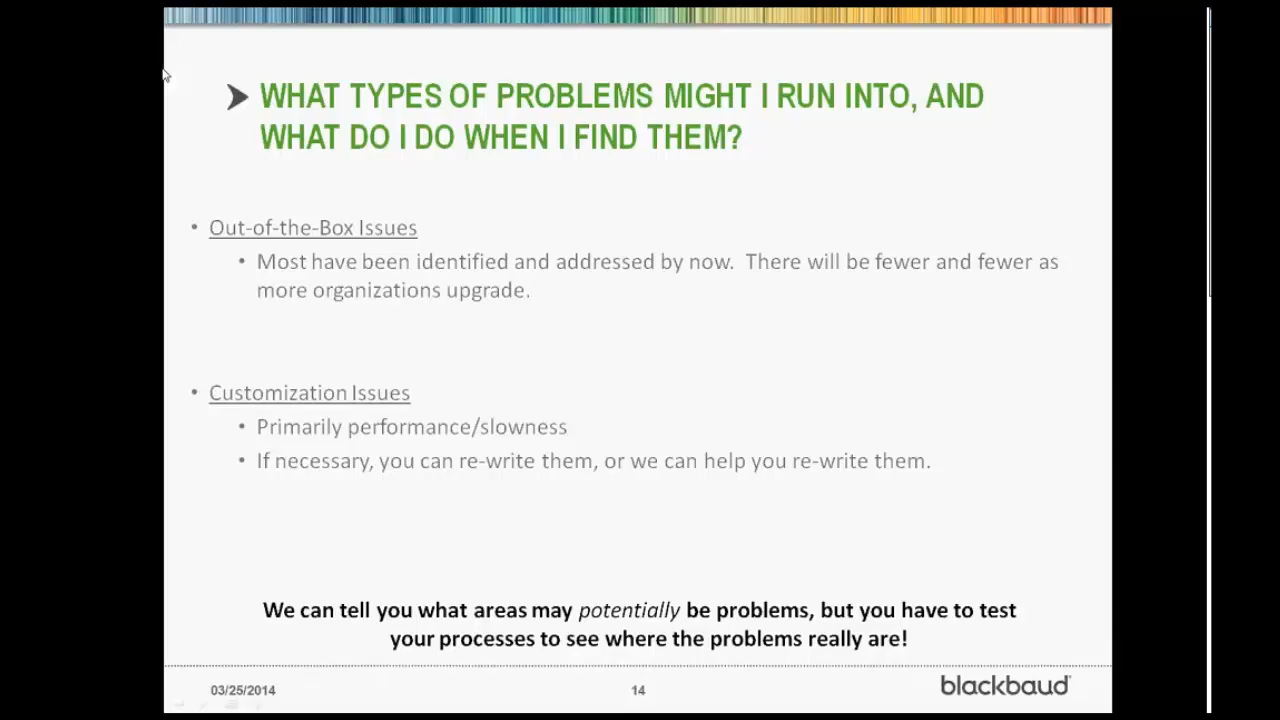 WHAT TYPES OF PROBLEMS MIGHT I RUN INTO, AND
WHAT DO I DO WHEN I FIND THEM?
• Out-of-the-Box Issues
• Most have been identified and addressed by now. There will be fewer and fewer as
more organizations upgrade.
• Customization Issues
• Primarily performance/slowness
• If necessary, you can re-write them, or we can help you re-write them.
We can tell you what areas may potentially be problems, but you have to test
your processes to see where the problems really are!
03/25/2014
14
blackbaud